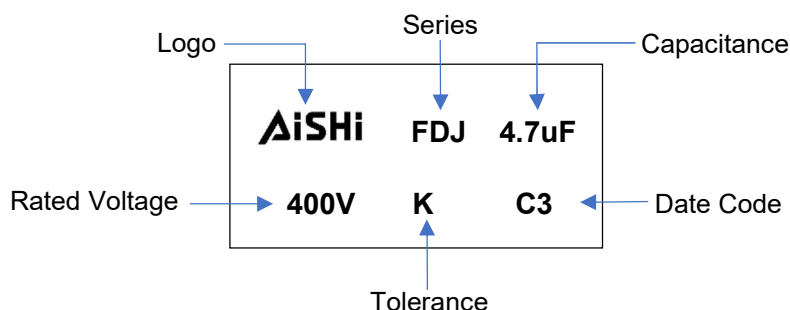 Series
Logo
Capacitance
AiSHi FDJ 4.7uF
Rated Voltage
400V K C3
Date Code
Tolerance